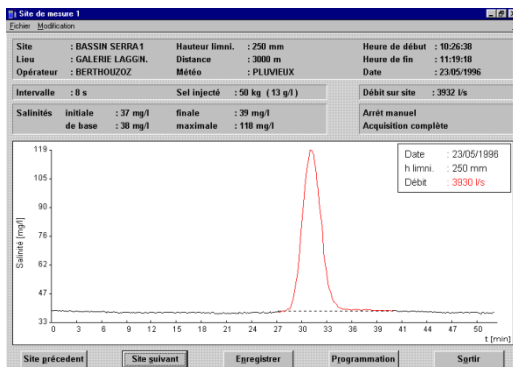 Site de mesure 1
Fichier Modification
Site : BASSIN SERRA1 Hauteur limni. : 250 mm Heure de début : 10:26:38
Lieu : GALERIE LAGGN. Distance : 3000 m Heure de fin : 11:19:18
Opérateur : BERTHOUZOZ Météo : PLUVIEUX Date : 23/05/1996
Intervalle : 8 s Sel injecté : 50 kg ( 13 g/l ) Débit sur site : 3932 l/s
Salinités initiale : 37 mg/l finale : 39 mg/l Arrêt manuel
de base : 38 mg/l maximale : 118 mg/l Acquisition complète
119
105
90
76
62
47
33
Salinité [mg/l]
Date : 23/05/1996
h limni. : 250 mm
Débit : 3930 l/s
0 3 6 9 12 15 18 21 24 27 30 33 36 39 41 44 47 50
t [min]
Site précedent Site suivant Enregistrer Programmation Sortir